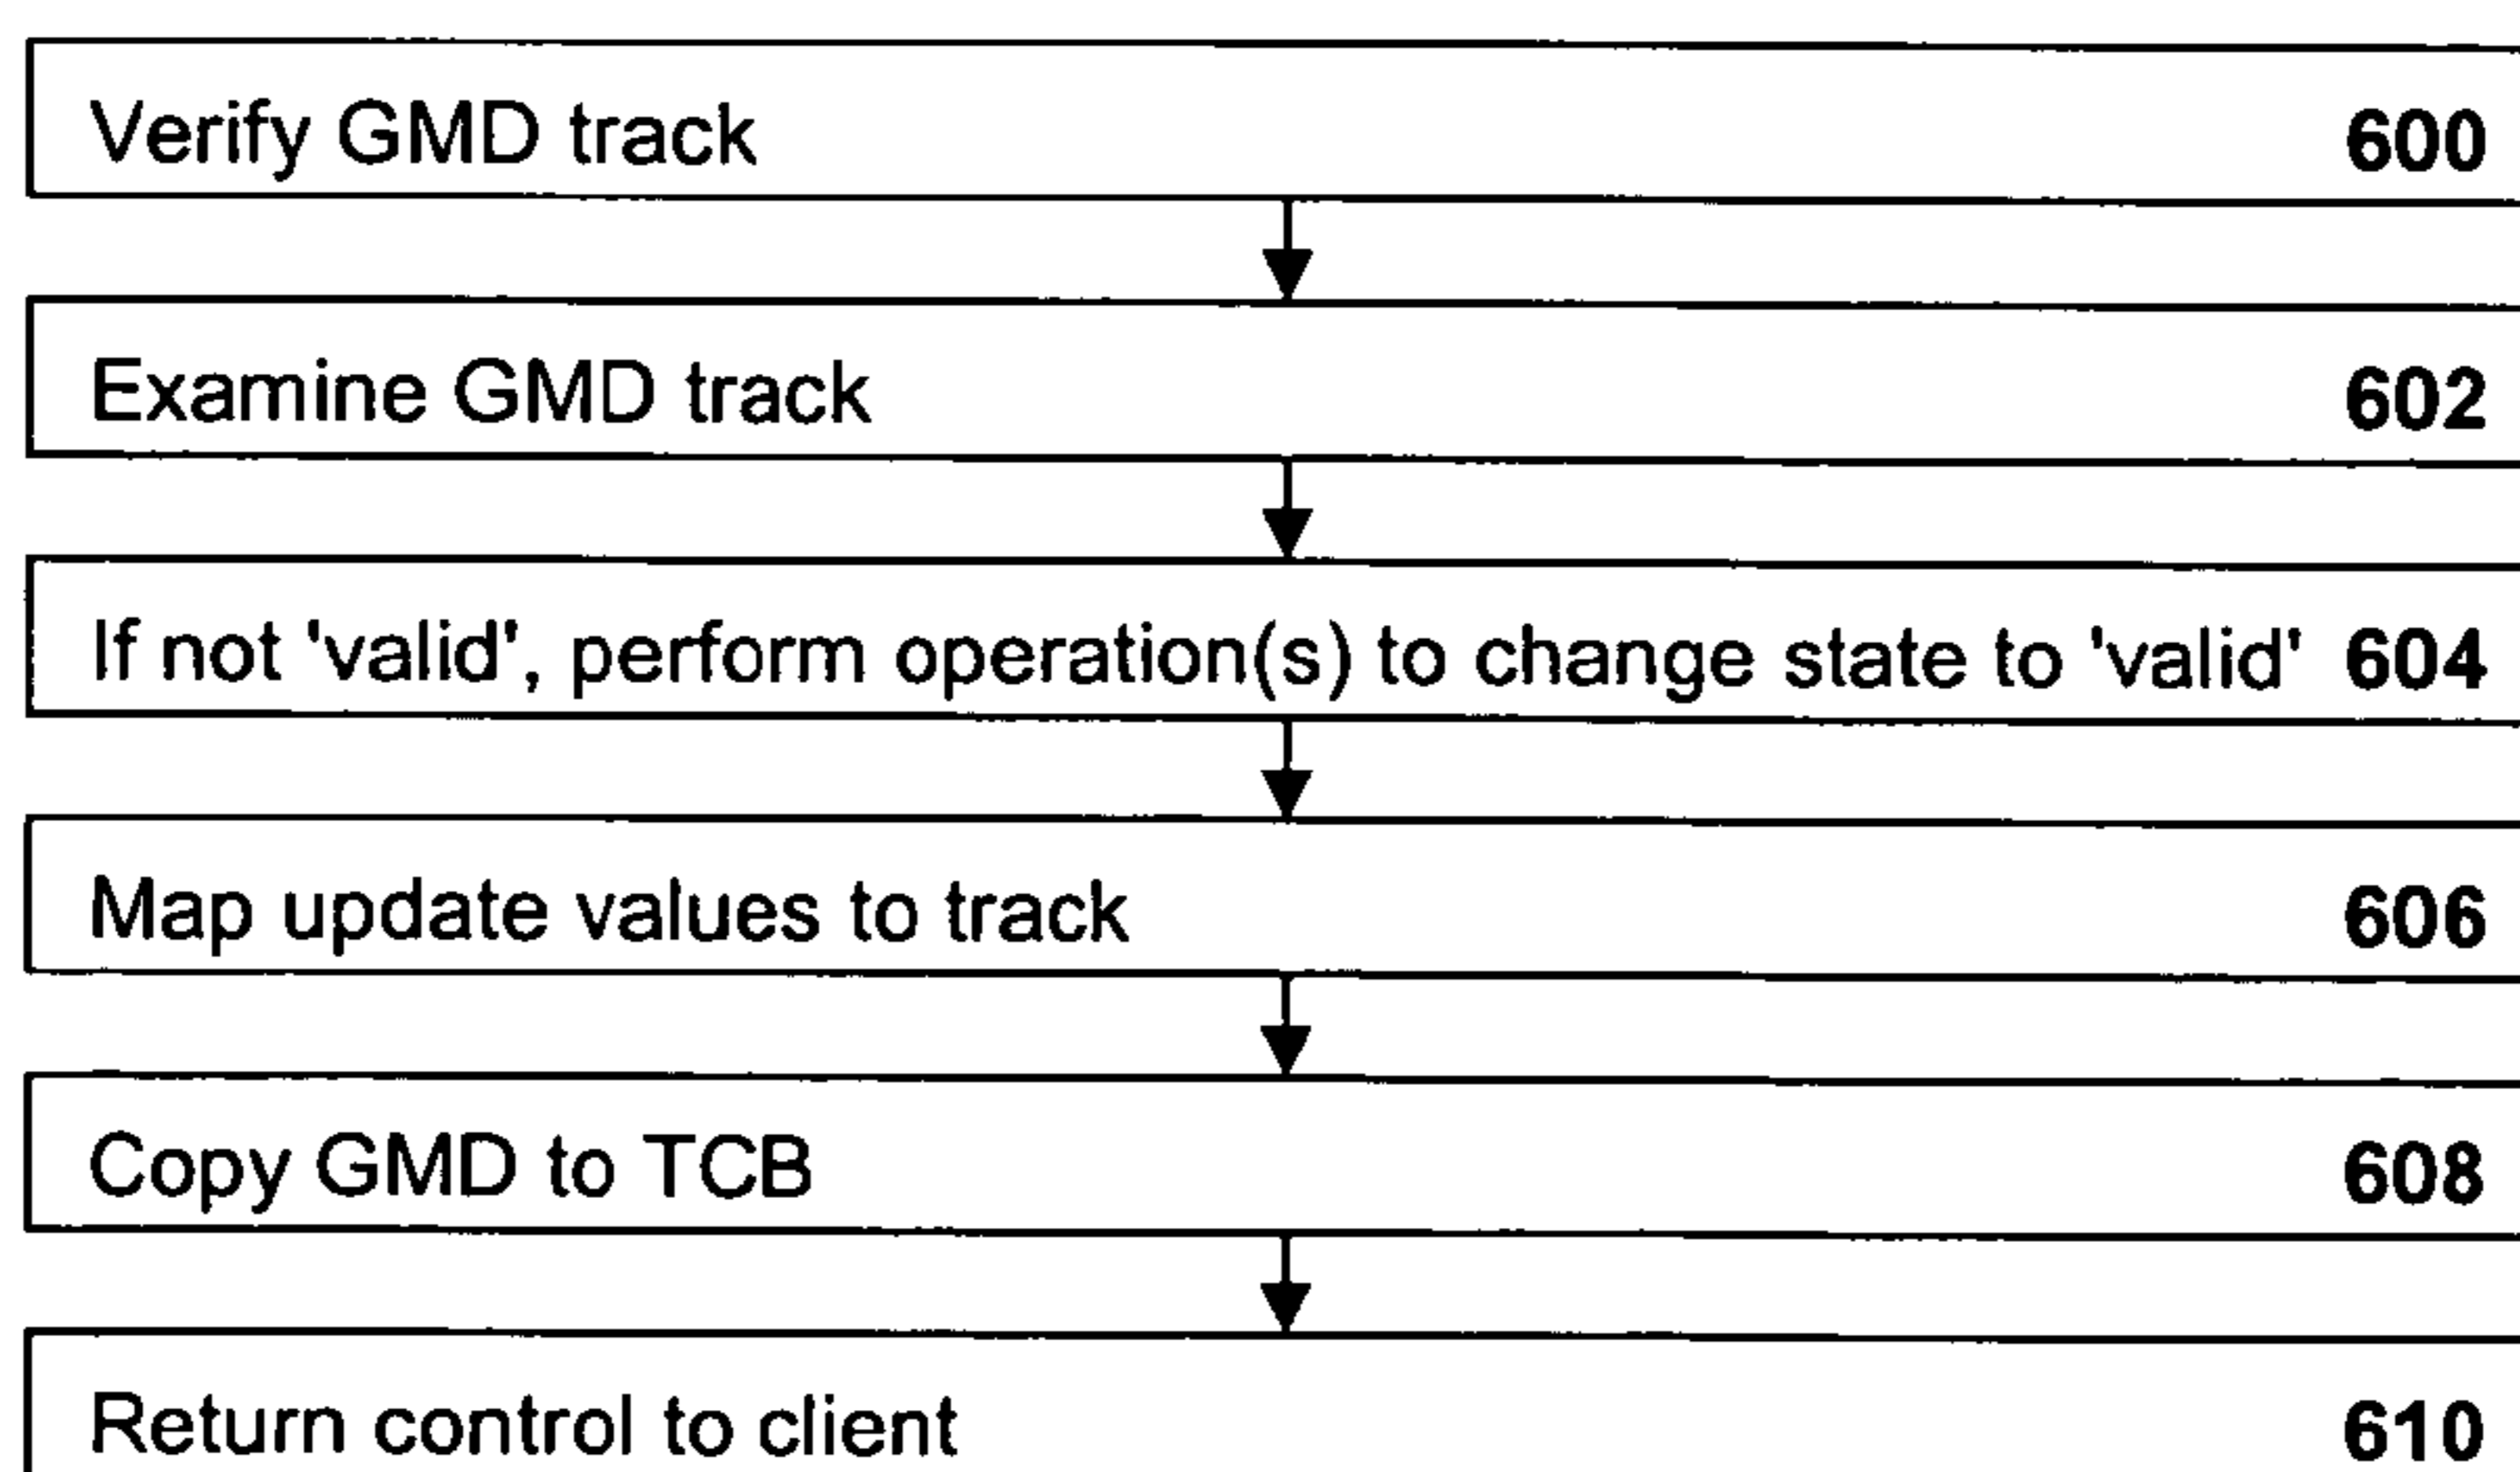 Verify GMD track 600
Examine GMD track 602
If not 'valid', perform operation(s) to change state to 'valid' 604
Map update values to track 606
Copy GMD to TCB 608
Return control to client 610